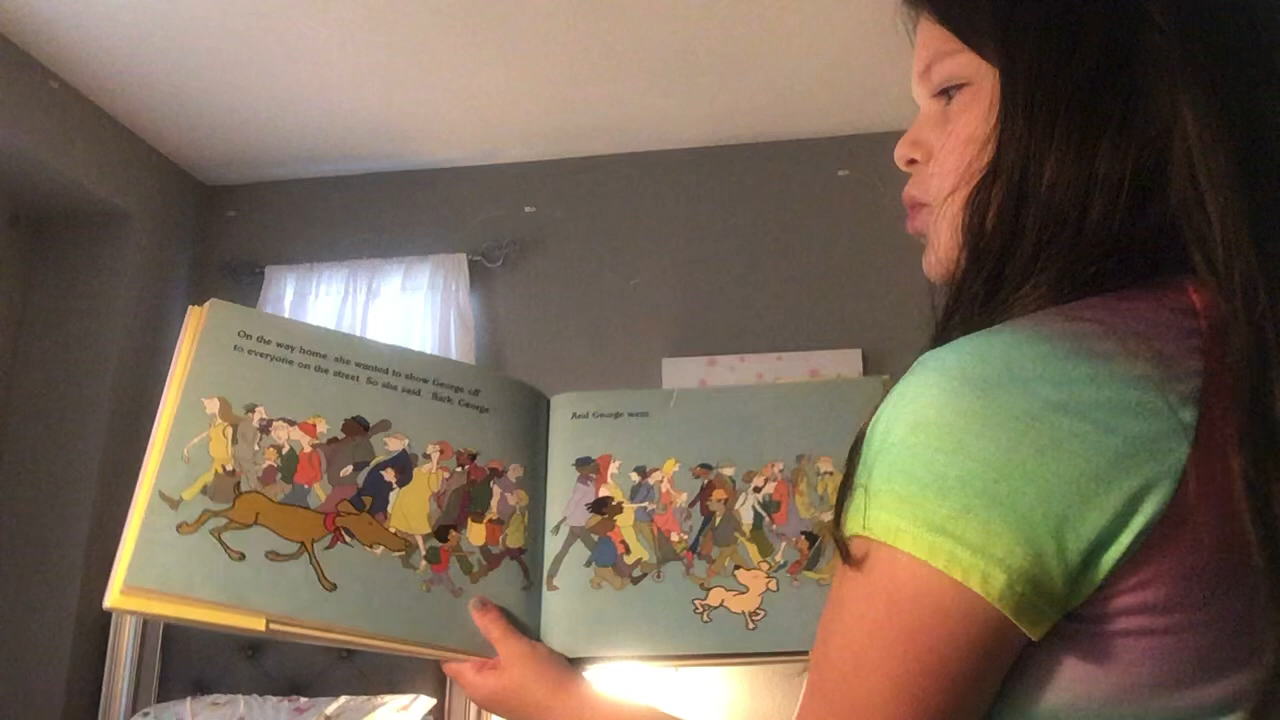 On the way home, she wanted to show George off
to everyone on the street. So she said, "Bark, George."
And George went: